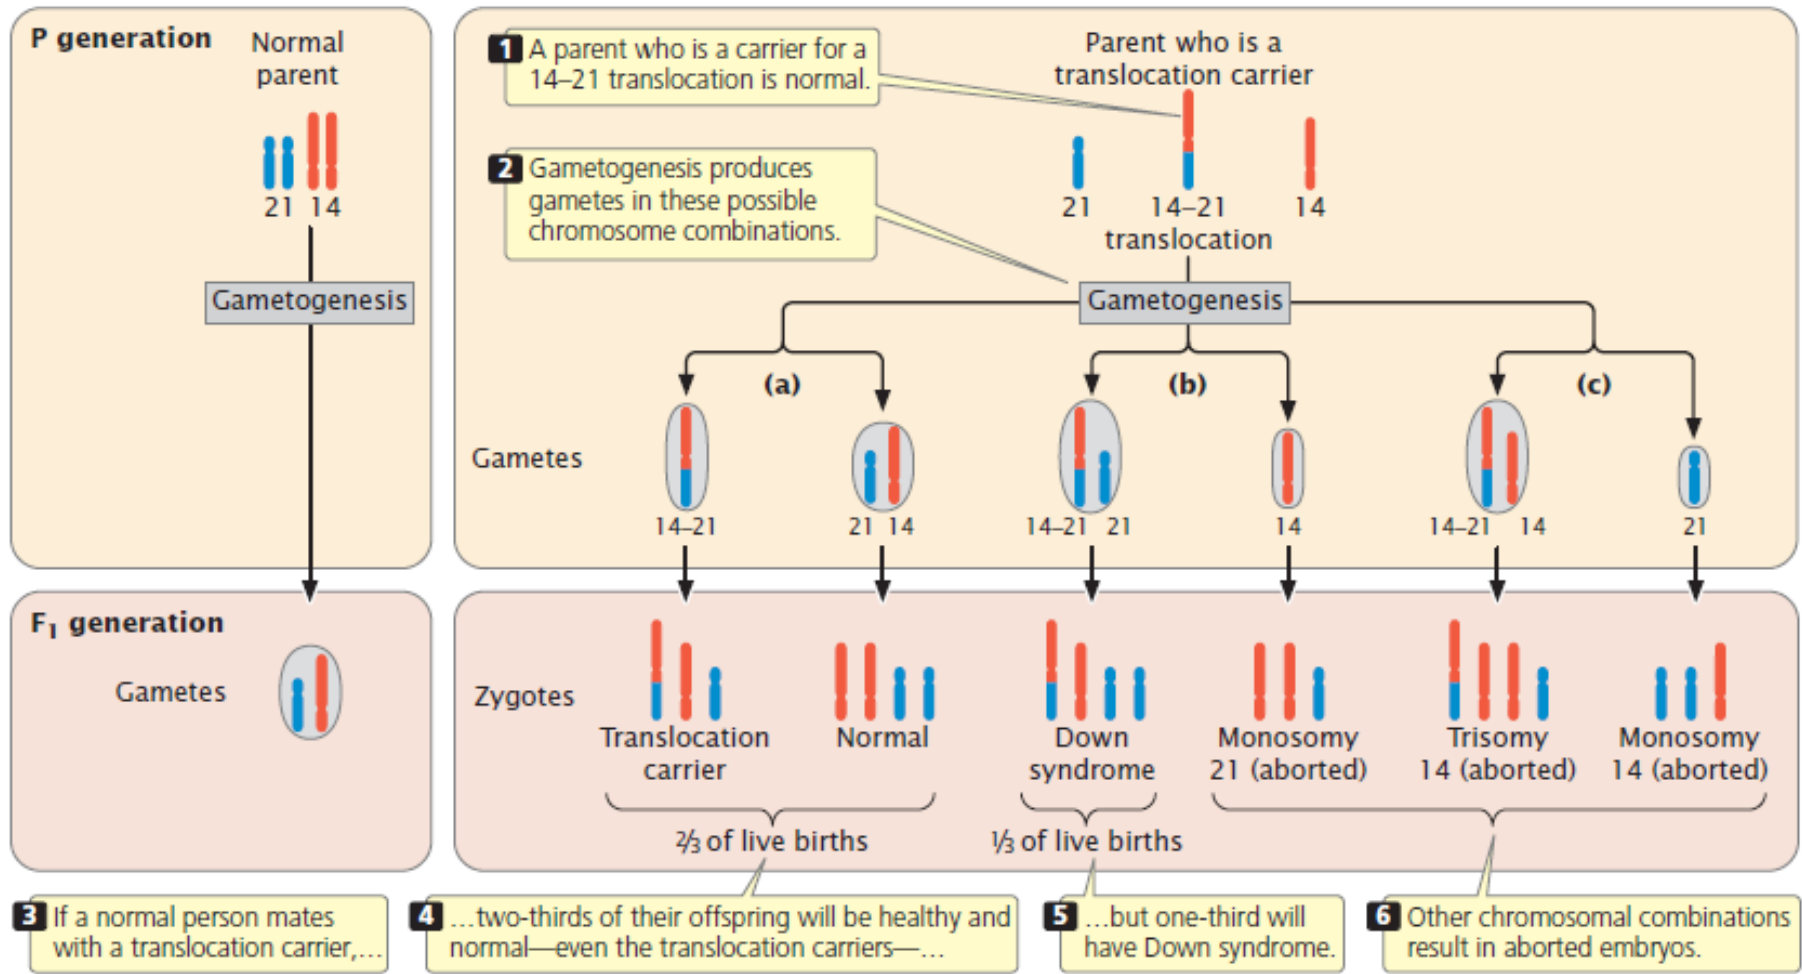 P generation
Normal
parent
21 14
Gametogenesis
1 A parent who is a carrier for a
14–21 translocation is normal.
Parent who is a
translocation carrier
2 Gametogenesis produces
gametes in these possible
chromosome combinations.
21 14–21 14
translocation
Gametogenesis
(a) (b) (c)
Gametes
14–21 21 14 14–21 21 14 14–21 14 21
F1 generation
Gametes
Zygotes
Translocation
carrier
Normal
Down
syndrome
Monosomy
21 (aborted)
Trisomy
14 (aborted)
Monosomy
14 (aborted)
⅔ of live births
⅓ of live births
3 If a normal person mates
with a translocation carrier,…
4 …two-thirds of their offspring will be healthy and
normal—even the translocation carriers—…
5 …but one-third will
have Down syndrome.
6 Other chromosomal combinations
result in aborted embryos.